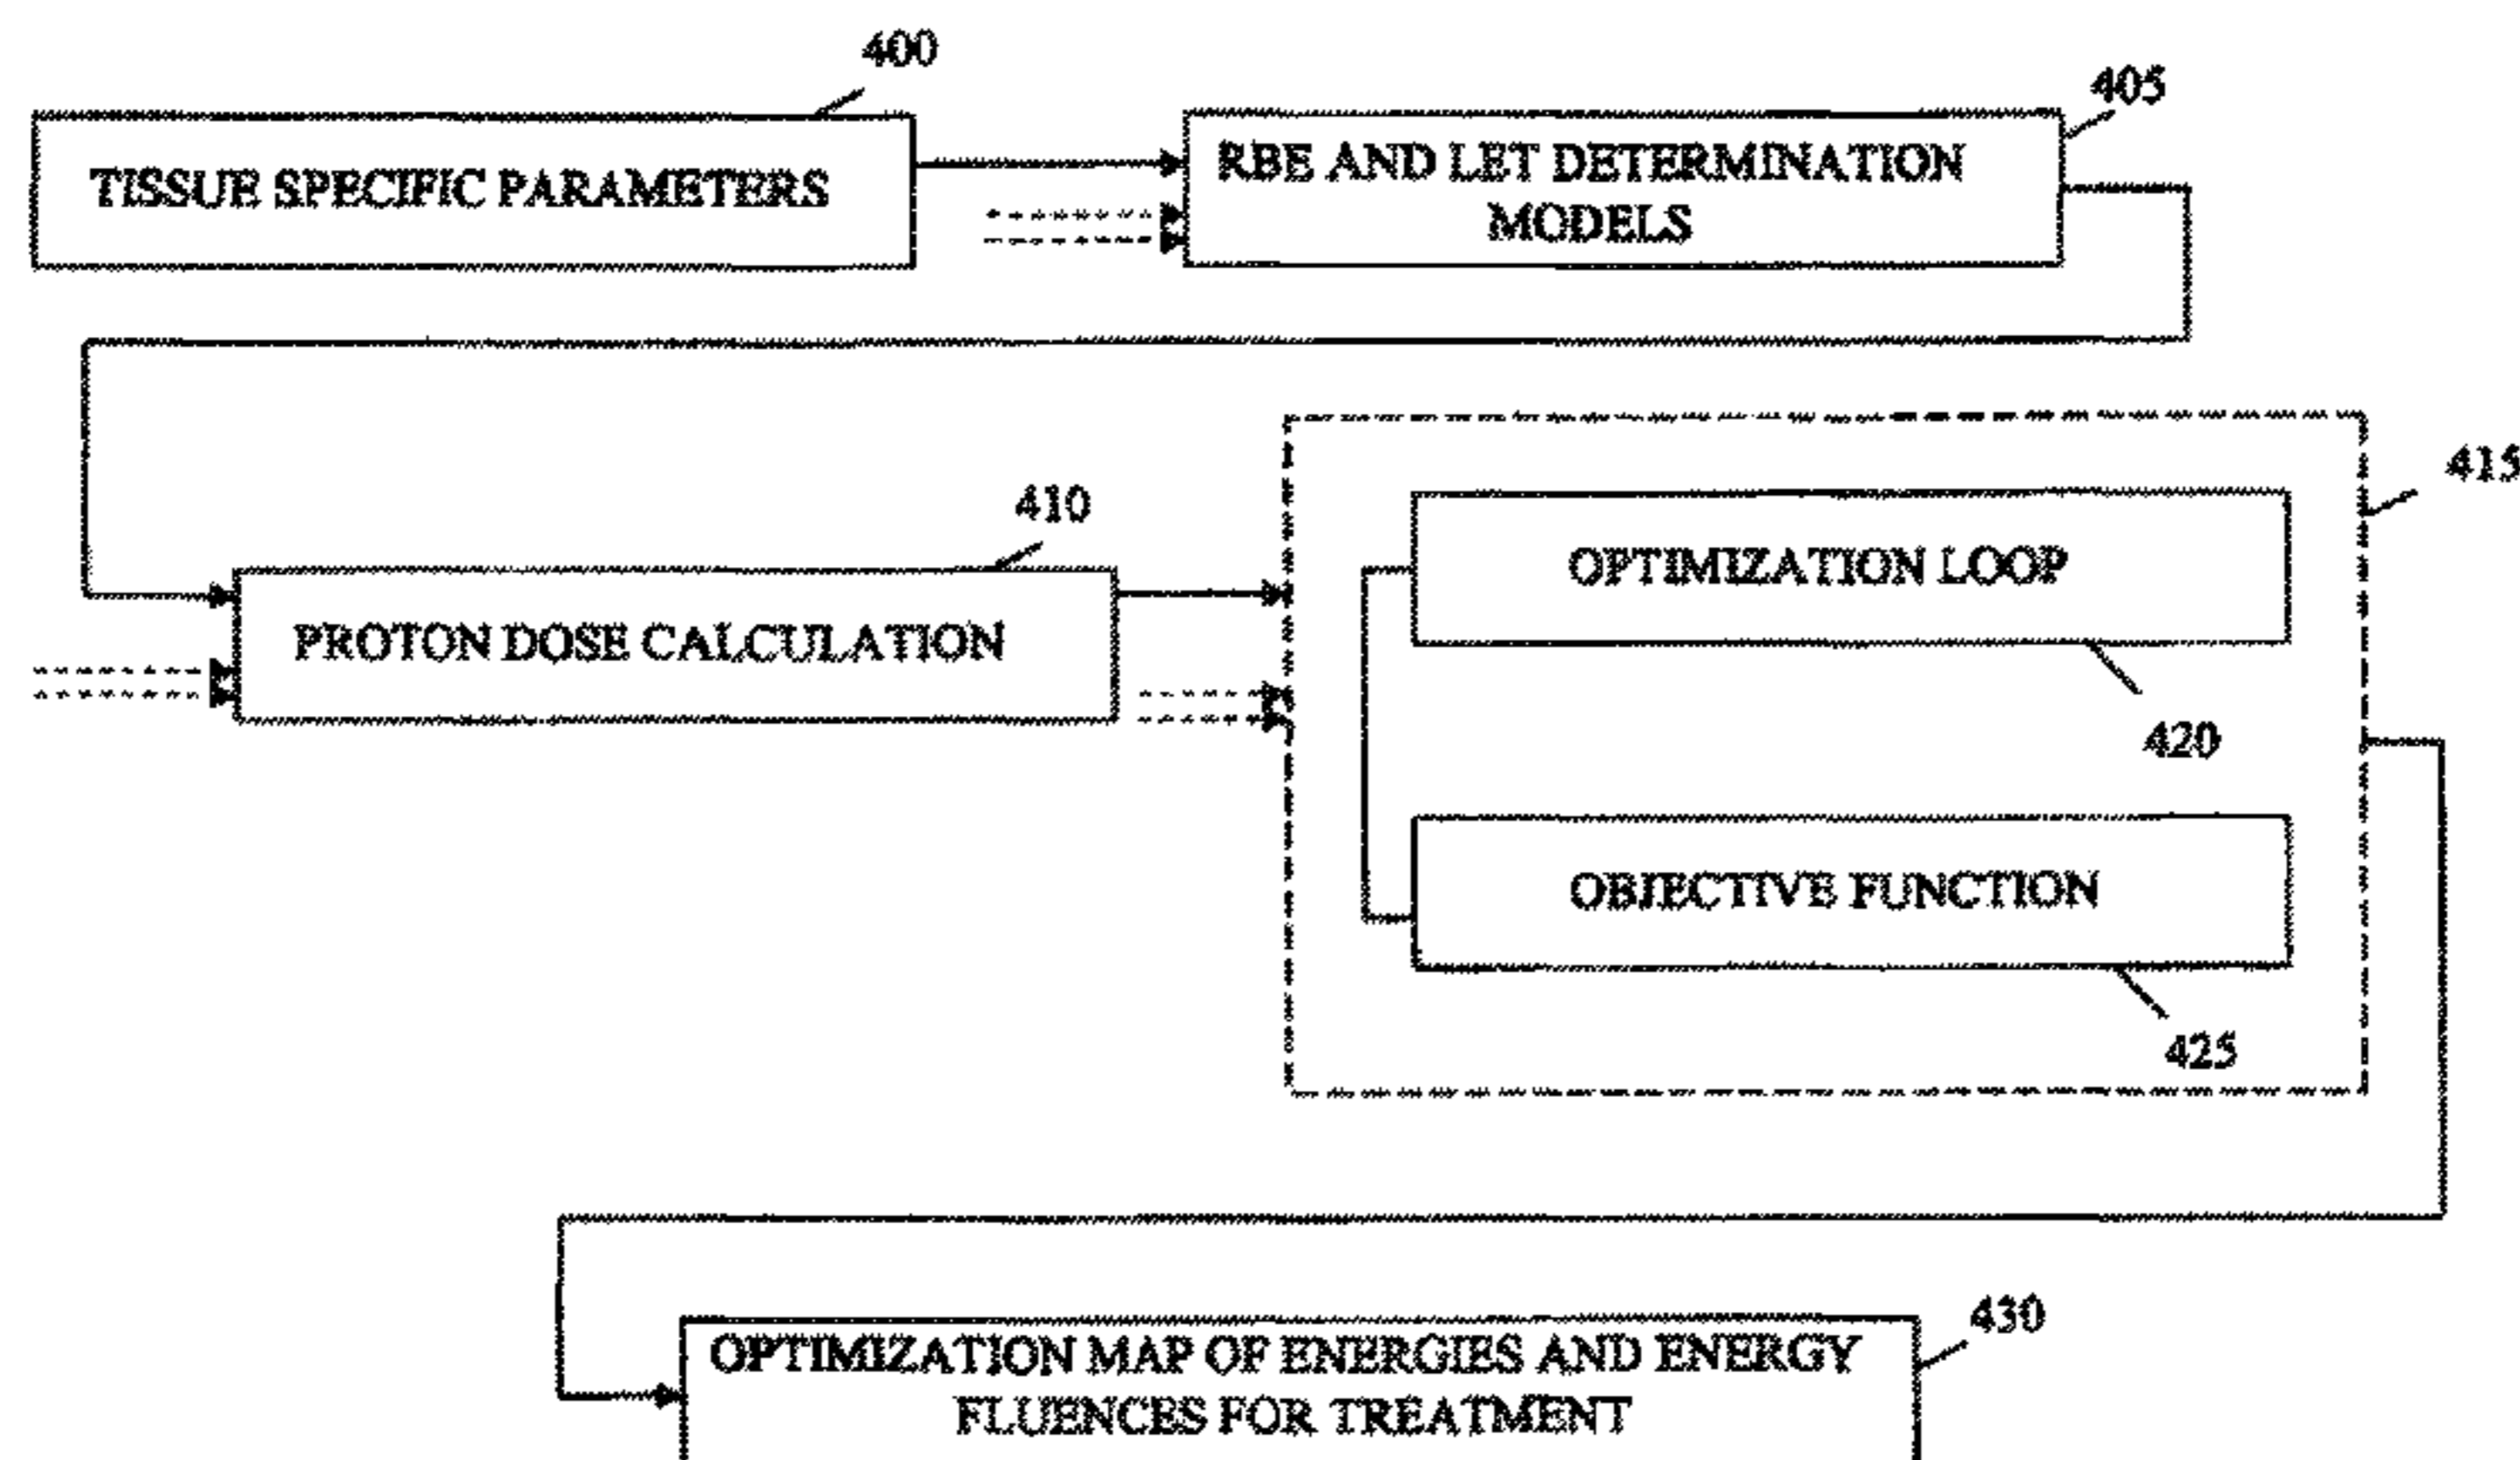 400
405
TISSUE SPECIFIC PARAMETERS
RBE AND LET DETERMINATION
MODELS
415
410
OPTIMIZATION LOOP
PROTON DOSE CALCULATION
420
OBJECTIVE FUNCTION
425
430
OPTIMIZATION MAP OF ENERGIES AND ENERGY
FLUENCES FOR TREATMENT